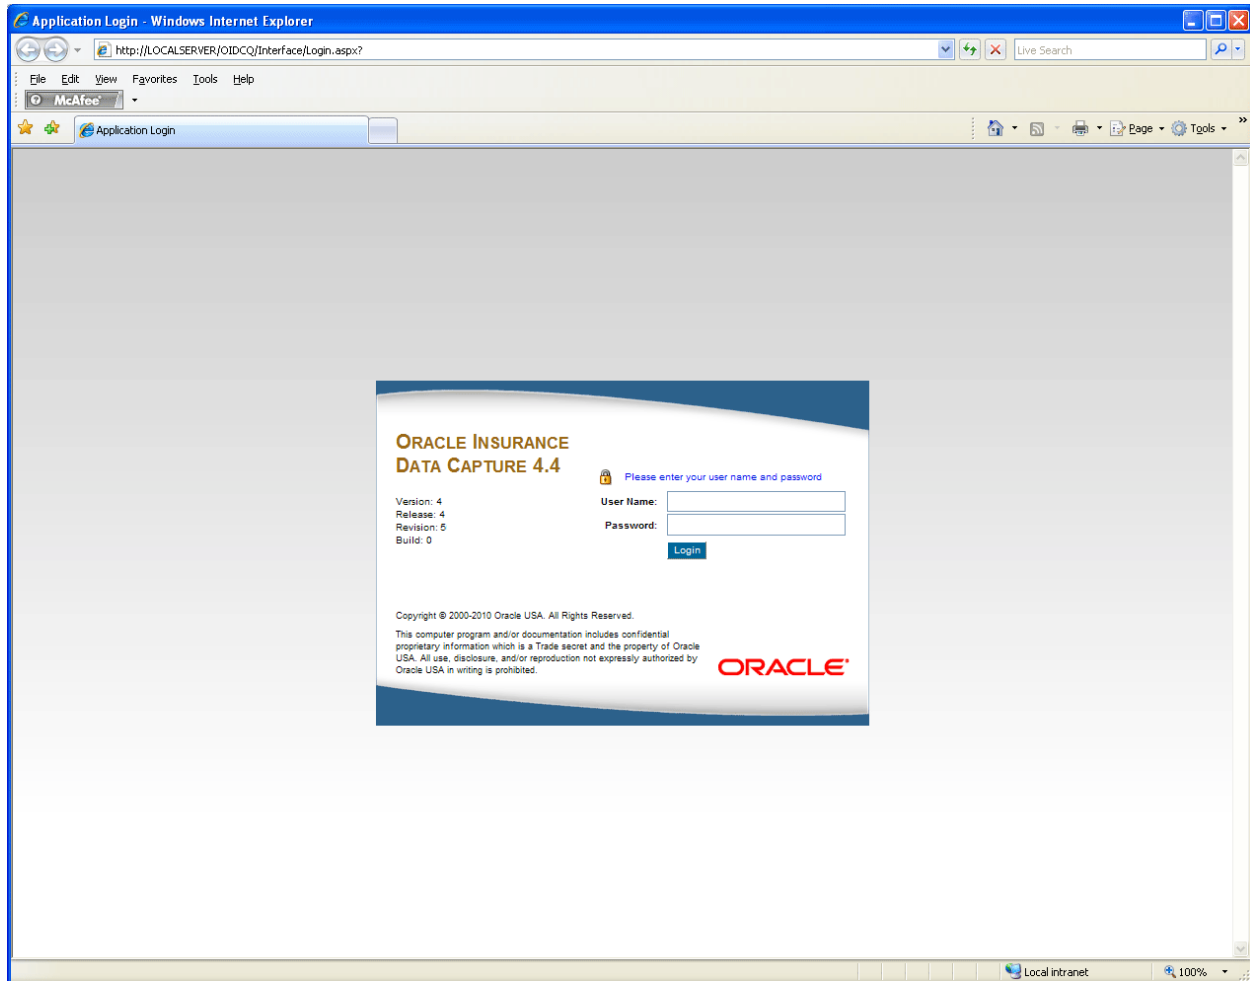 Application Login - Windows Internet Explorer
http://LOCALSERVER/OIDCQ/Interface/Login.aspx?
Live Search
File Edit View Favorites Tools Help
McAfee
Application Login
Page Tools »
ORACLE INSURANCE
DATA CAPTURE 4.4
Please enter your user name and password
Version: 4
Release: 4
Revision: 5
Build: 0
User Name:
Password:
Login
Copyright © 2000-2010 Oracle USA. All Rights Reserved.
This computer program and/or documentation includes confidential
proprietary information which is a Trade secret and the property of Oracle
USA. All use, disclosure, and/or reproduction not expressly authorized by
Oracle USA in writing is prohibited.
ORACLE
Local intranet
100%